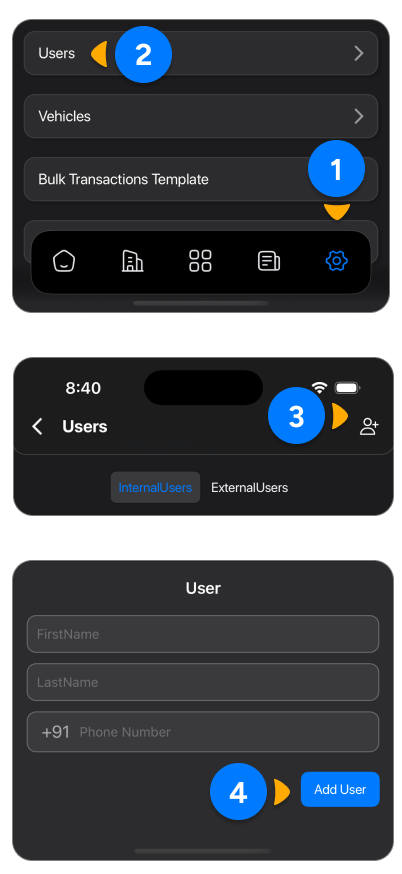 Users
2
Vehicles
1
Bulk Transactions Template
8:40
Users
3
InternalUsers ExternalUsers
User
FirstName
LastName
+91 Phone Number
4
Add User